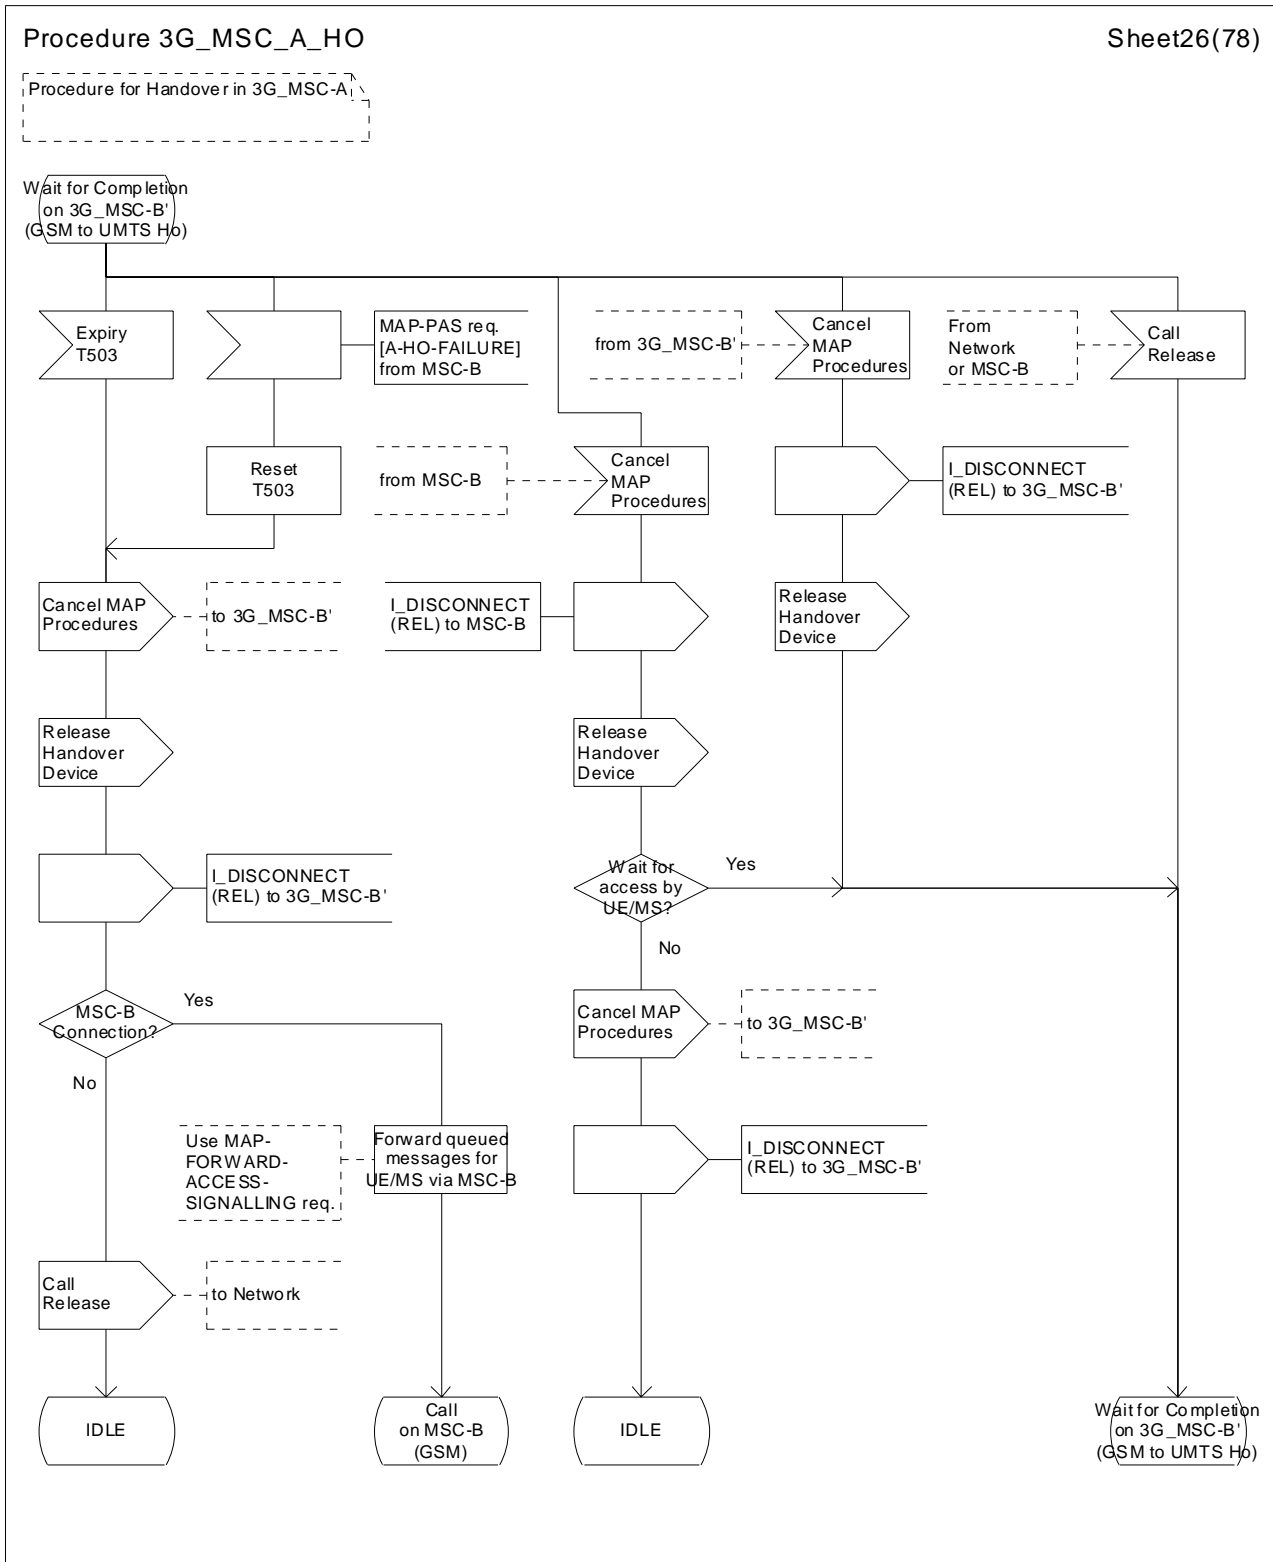 Procedure 3G_MSC_A_HO
Sheet26(78)
Procedure for Handover in 3G_MSC-A
Wait for Completion
on 3G_MSC-B'
(GSM to UMTS Ho)
Expiry
T503
MAP-PAS req.
[A-HO-FAILURE]
from MSC-B
from 3G_MSC-B'
Cancel
MAP
Procedures
From
Network
or MSC-B
Call
Release
Reset
T503
from MSC-B
Cancel
MAP
Procedures
I_DISCONNECT
(REL) to 3G_MSC-B'
Cancel MAP
Procedures
to 3G_MSC-B'
I_DISCONNECT
(REL) to MSC-B
Release
Handover
Device
Release
Handover
Device
Release
Handover
Device
I_DISCONNECT
(REL) to 3G_MSC-B'
Wait for
access by
UE/MS?
Yes
No
MSC-B
Connection?
Yes
No
Cancel MAP
Procedures
to 3G_MSC-B'
Use MAP-
FORWARD-
ACCESS-
SIGNALLING req.
Forward queued
messages for
UE/MS via MSC-B
I_DISCONNECT
(REL) to 3G_MSC-B'
Call
Release
to Network
IDLE
Call
on MSC-B
(GSM)
IDLE
Wait for Completion
on 3G_MSC-B'
(GSM to UMTS Ho)